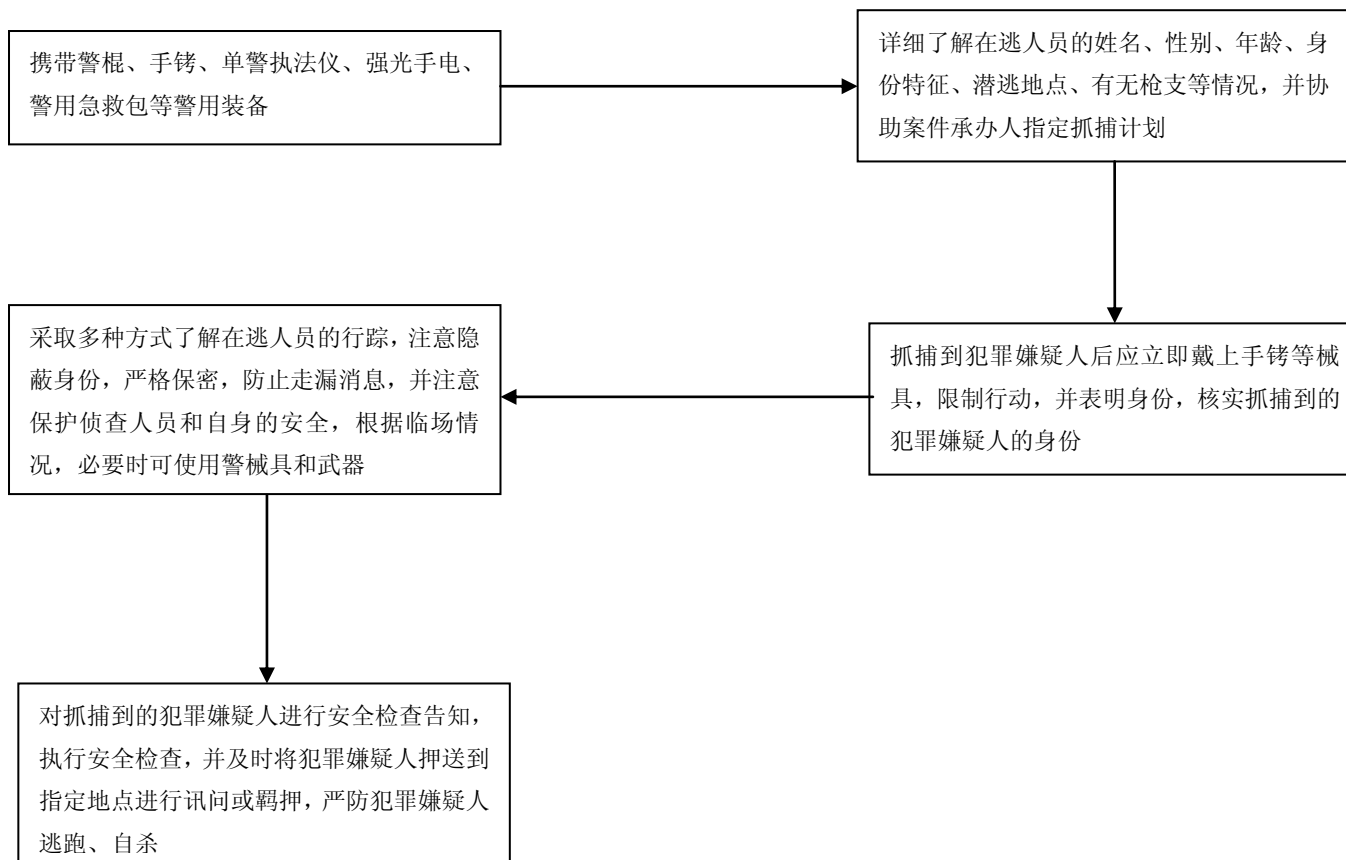 携带警棍、手铐、单警执法仪、强光手电、
警用急救包等警用装备
详细了解在逃人员的姓名、性别、年龄、身
份特征、潜逃地点、有无枪支等情况，并协
助案件承办人指定抓捕计划
抓捕到犯罪嫌疑人后应立即戴上手铐等械
具，限制行动，并表明身份，核实抓捕到的
犯罪嫌疑人的身份
采取多种方式了解在逃人员的行踪，注意隐
蔽身份，严格保密，防止走漏消息，并注意
保护侦查人员和自身的安全，根据临场情
况，必要时可使用警械具和武器
对抓捕到的犯罪嫌疑人进行安全检查告知，
执行安全检查，并及时将犯罪嫌疑人押送到
指定地点进行讯问或羁押，严防犯罪嫌疑人
逃跑、自杀